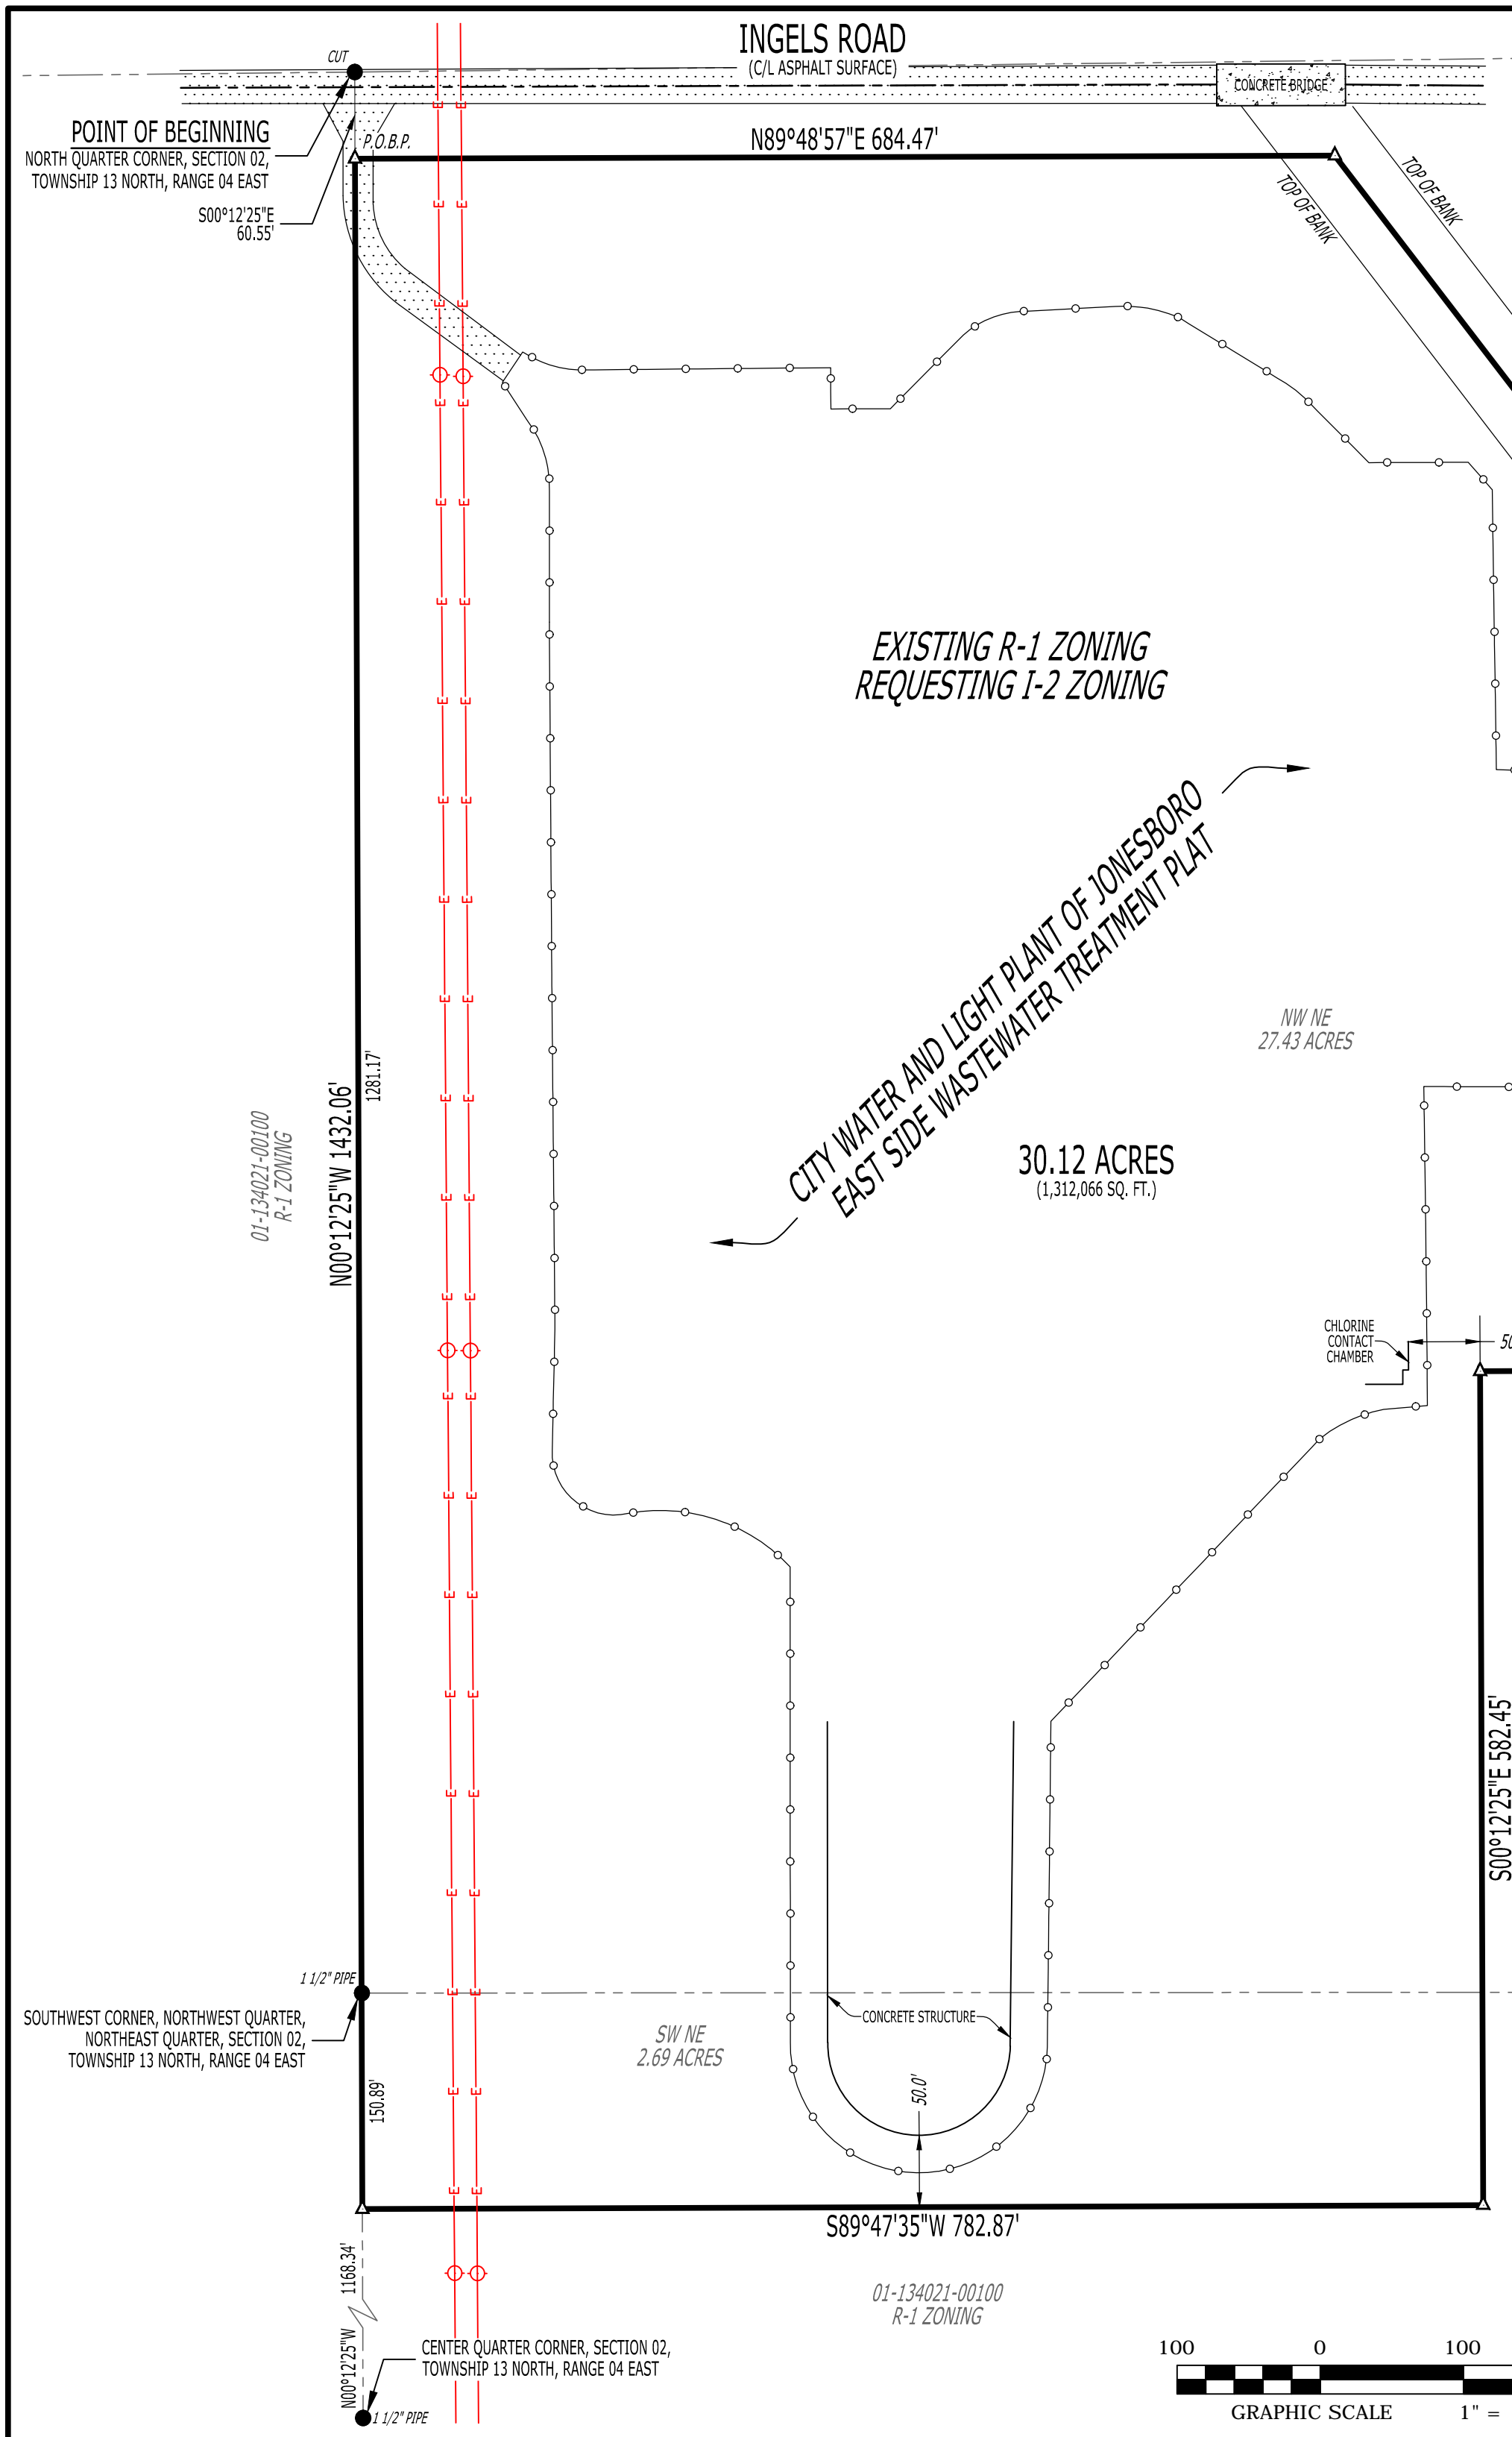 INGELS ROAD
(C/L ASPHALT SURFACE)
CUT
CONCRETE BRIDGE
POINT OF BEGINNING
NORTH QUARTER CORNER, SECTION 02,
TOWNSHIP 13 NORTH, RANGE 04 EAST
P.O.B.P.
N89°48'57"E 684.47'
TOP OF BANK
TOP OF BANK
S00°12'25"E
60.55'
EXISTING R-1 ZONING
REQUESTING I-2 ZONING
CITY WATER AND LIGHT PLANT OF JONESBORO
EAST SIDE WASTEWATER TREATMENT PLAT
NW NE
27.43 ACRES
30.12 ACRES
(1,312,066 SQ. FT.)
01-134021-00100
R-1 ZONING
N00°12'25"W 1432.06'
1281.17'
CHLORINE
CONTACT
CHAMBER
S00°12'25"E 582.45'
1 1/2" PIPE
SOUTHWEST CORNER, NORTHWEST QUARTER,
NORTHEAST QUARTER, SECTION 02,
TOWNSHIP 13 NORTH, RANGE 04 EAST
CONCRETE STRUCTURE
SW NE
2.69 ACRES
150.89'
50.0'
S89°47'35"W 782.87'
01-134021-00100
R-1 ZONING
N00°12'25"W 1168.34'
CENTER QUARTER CORNER, SECTION 02,
TOWNSHIP 13 NORTH, RANGE 04 EAST
1 1/2" PIPE
100 0 100
GRAPHIC SCALE 1" =